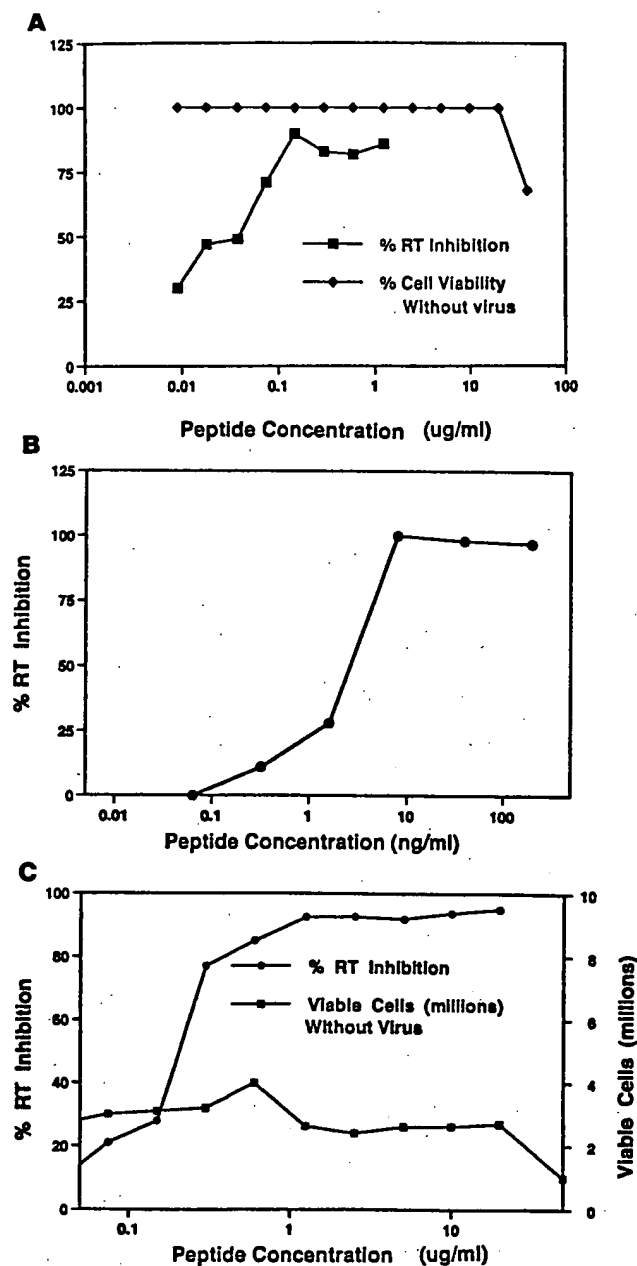 A
125
100
75
50
25
0
% RT Inhibition
% Cell Viability
Without virus
0.001 0.01 0.1 1 10 100
Peptide Concentration (ug/ml)
B
125
100
75
50
25
0
% RT Inhibition
0.01 0.1 1 10 100
Peptide Concentration (ng/ml)
C
100
80
60
40
20
0
% RT Inhibition
% RT Inhibition
Viable Cells (millions)
Without Virus
10
8
6
4
2
0
Viable Cells (millions)
0.1 1 10
Peptide Concentration (ug/ml)